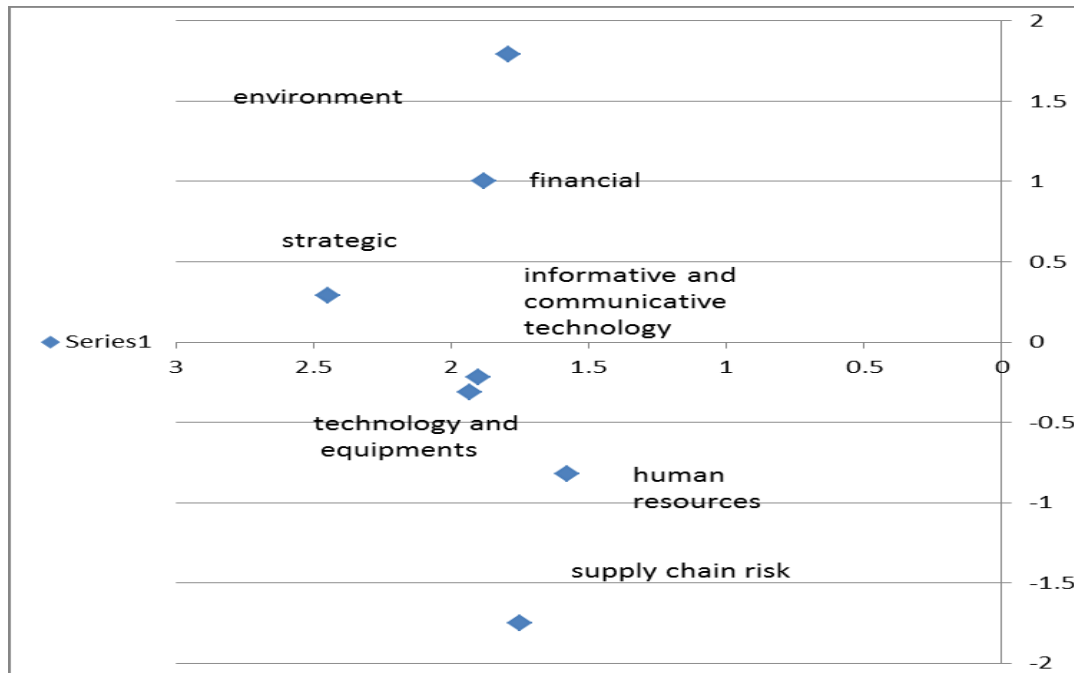 2
environment
1.5
financial
1
strategic
0.5
informative and
communicative
technology
Series1
0
3
2.5
2
1.5
1
0.5
0
technology and
equipments
-0.5
human
resources
-1
supply chain risk
-1.5
-2